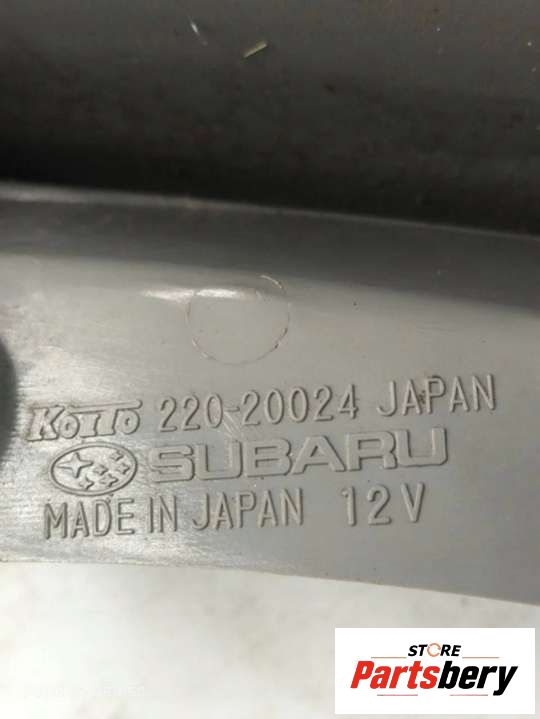 KOITO 220-20024 JAPAN
SUBARU
MADE IN JAPAN 12V
STORE
Partsbery